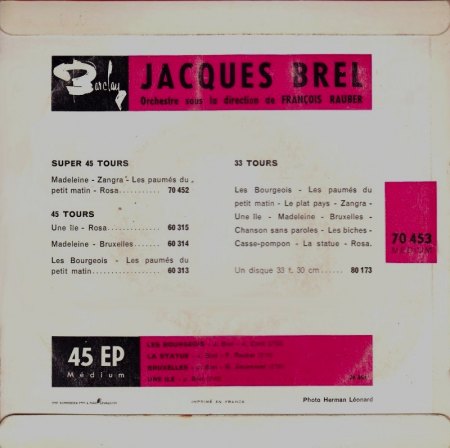 Barclay
JACQUES BREL
Orchestre sous la direction de FRANÇOIS RAUBER
SUPER 45 TOURS
Madeleine - Zangra - Les paumés du
petit matin - Rosa............ 70 452
45 TOURS
Une île - Rosa.............. 60 315
Madeleine - Bruxelles....... 60 314
Les Bourgeois - Les paumés du
petit matin................. 60 313
33 TOURS
Les Bourgeois - Les paumés du
petit matin - Le plat pays - Zangra -
Une île - Madeleine - Bruxelles -
Chanson sans paroles - Les biches -
Casse-pompon - La statue - Rosa.
Un disque 33 t. 30 cm..... 80 173
70 453
MEDIUM
45 EP
Médium
LES BOURGEOIS
LA STATUE
BRUXELLES
UNE ILE
IMPRIMÉ EN FRANCE
Photo Herman Léonard